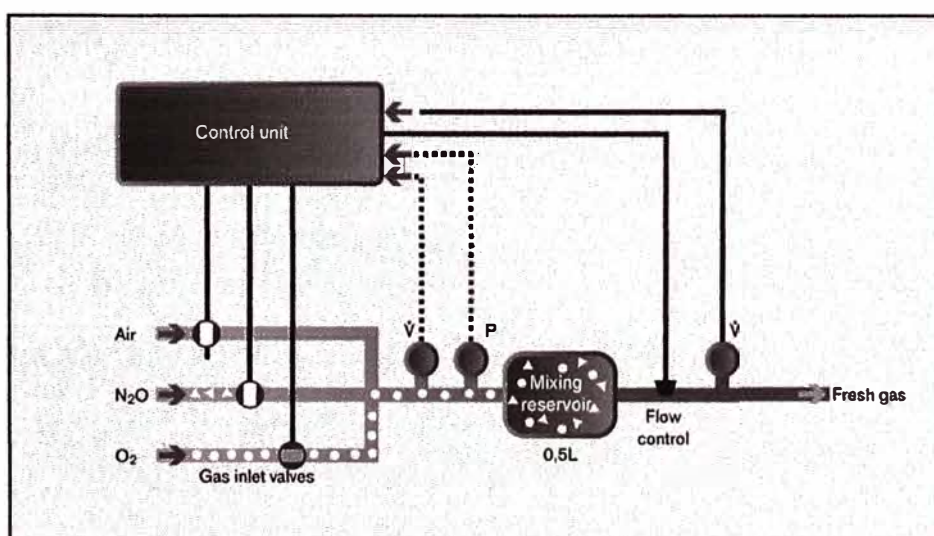 Control unit
Air
V̇
P
V̇
N₂O
Mixing
reservoir
Fresh gas
Flow
control
O₂
Gas inlet valves
0,5L